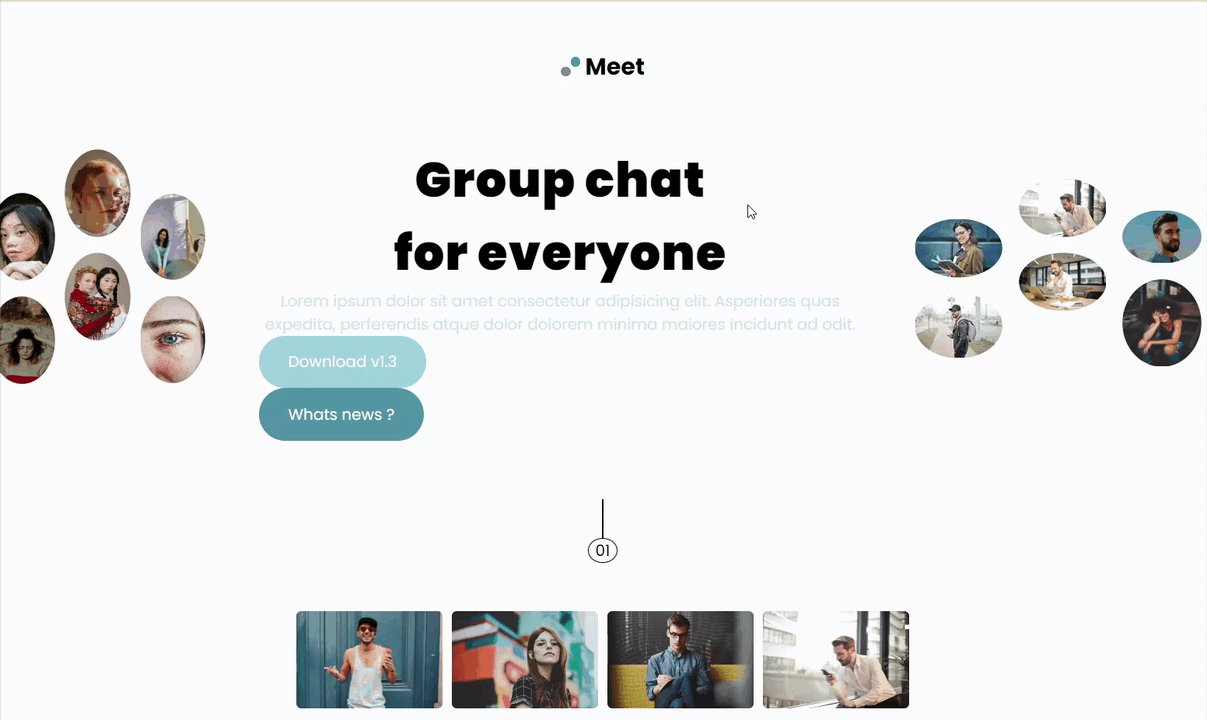 Meet
Group chat
for everyone
Lorem ipsum dolor sit amet consectetur adipisicing elit. Asperiores quas
expedita, perferendis atque dolor dolorem minima maiores incidunt ad odit.
Download v1.3
Whats news ?
01